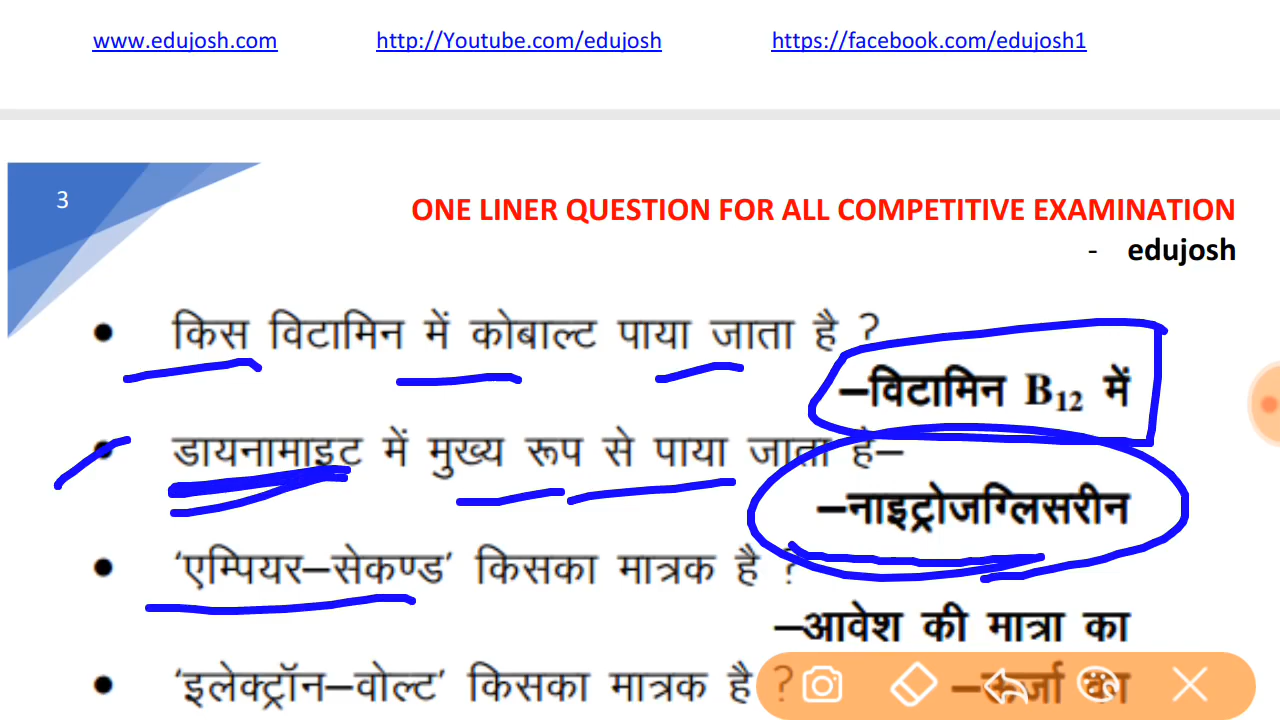 www.edujosh.com http://Youtube.com/edujosh https://facebook.com/edujosh1
3
ONE LINER QUESTION FOR ALL COMPETITIVE EXAMINATION
- edujosh
• किस विटामिन में कोबाल्ट पाया जाता है ?
–विटामिन B₁₂ में
• डायनामाइट में मुख्य रूप से पाया जाता है–
–नाइट्रोजग्लिसरीन
• ‘एम्पियर–सेकण्ड’ किसका मात्रक है ?
–आवेश की मात्रा का
• ‘इलेक्ट्रॉन–वोल्ट’ किसका मात्रक है ?
–ऊर्जा का